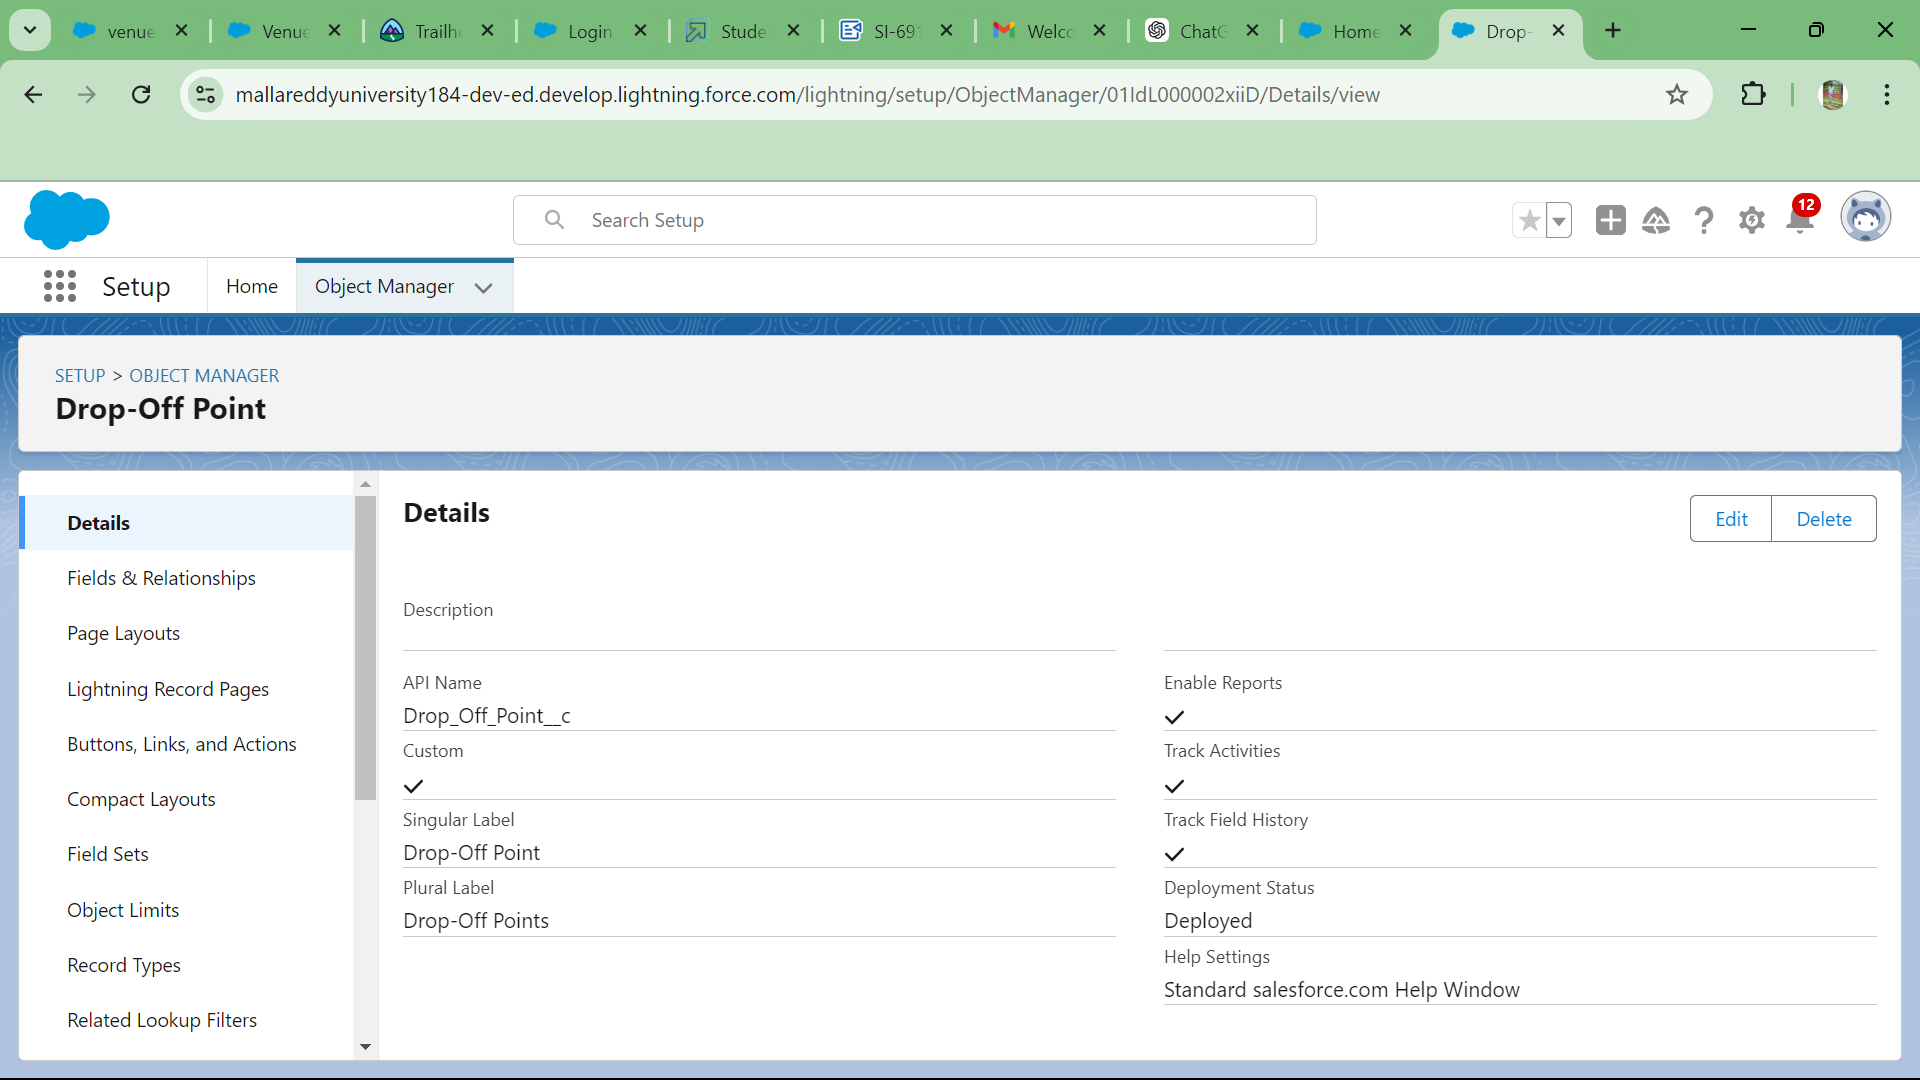 venue
Venue
Trailhe
Login
Stude
SI-691
Welco
ChatG
Home
Drop-
mallareddyuniversity184-dev-ed.develop.lightning.force.com/lightning/setup/ObjectManager/01IdL000002xiiD/Details/view
Search Setup
12
Setup
Home
Object Manager
SETUP > OBJECT MANAGER
Drop-Off Point
Details
Fields & Relationships
Page Layouts
Lightning Record Pages
Buttons, Links, and Actions
Compact Layouts
Field Sets
Object Limits
Record Types
Related Lookup Filters
Details
Edit
Delete
Description
API Name
Drop_Off_Point__c
Custom
Singular Label
Drop-Off Point
Plural Label
Drop-Off Points
Enable Reports
Track Activities
Track Field History
Deployment Status
Deployed
Help Settings
Standard salesforce.com Help Window